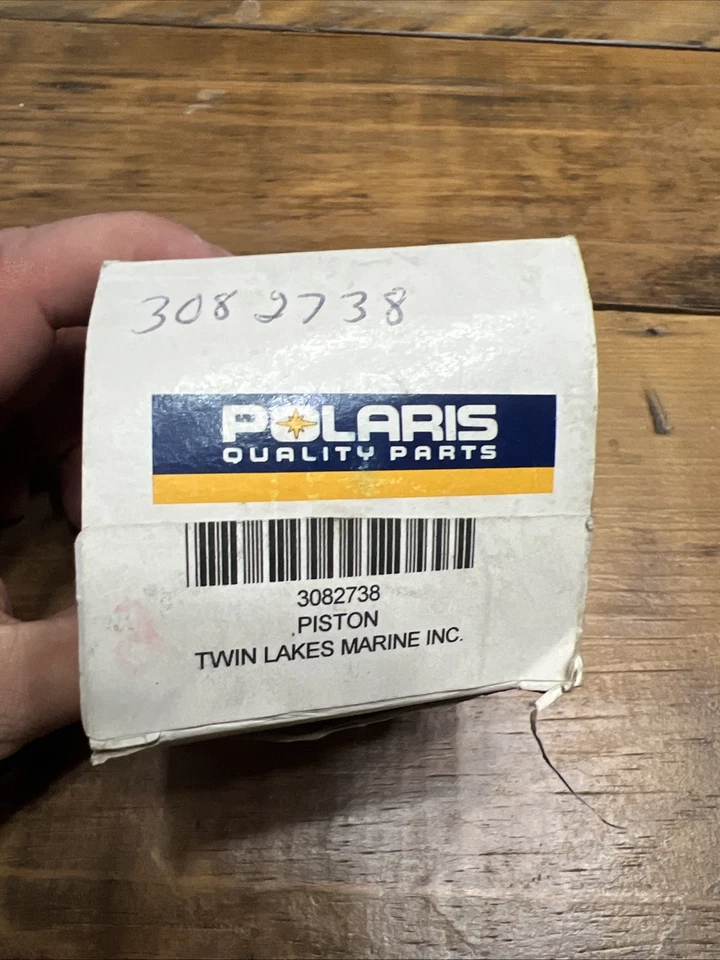 3082738
POLARIS
QUALITY PARTS
3082738
PISTON
TWIN LAKES MARINE INC.